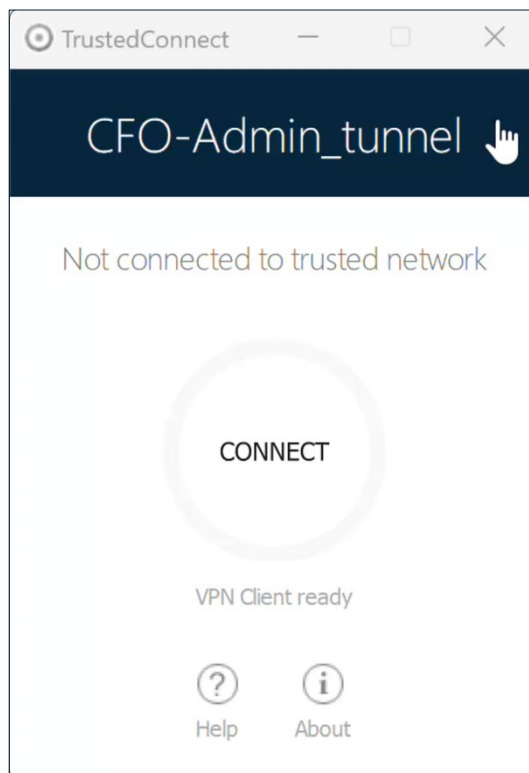 TrustedConnect
CFO-Admin_tunnel
Not connected to trusted network
CONNECT
VPN Client ready
Help About